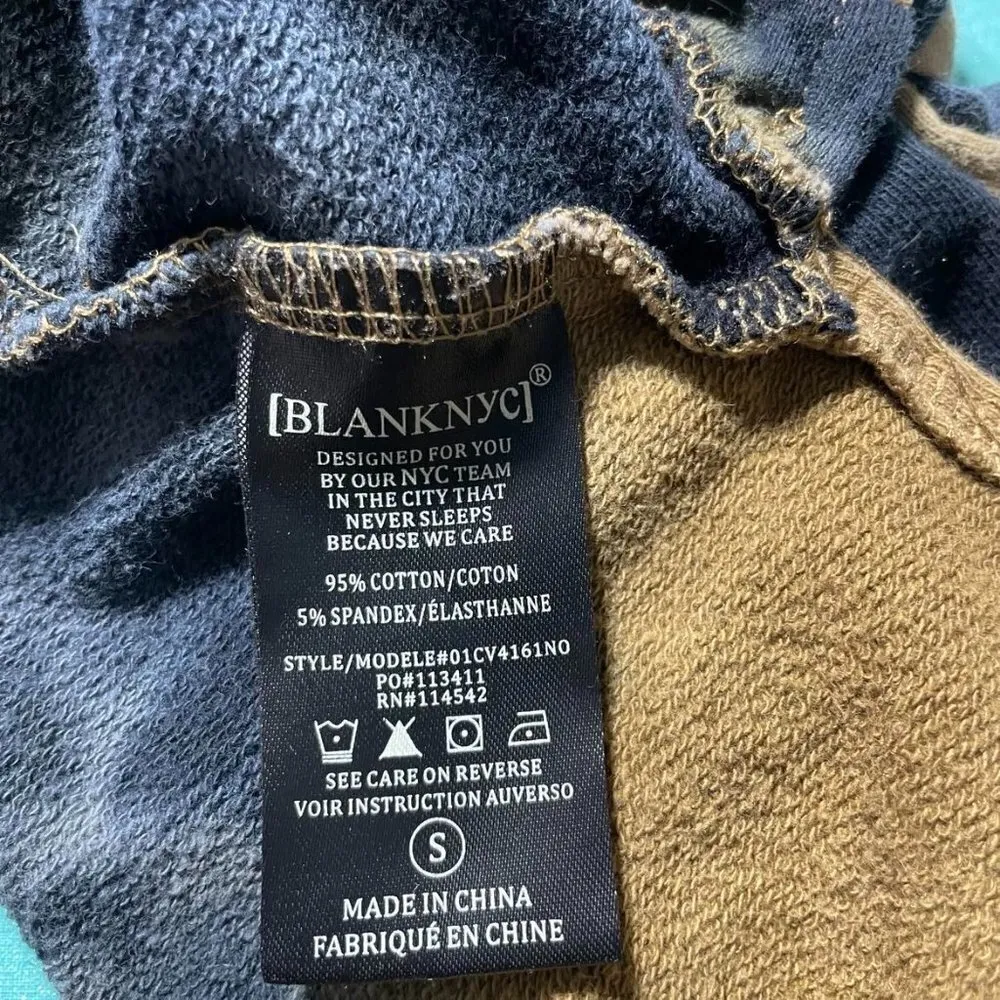 [BLANKNYC]®
DESIGNED FOR YOU
BY OUR NYC TEAM
IN THE CITY THAT
NEVER SLEEPS
BECAUSE WE CARE
95% COTTON/COTON
5% SPANDEX/ÉLASTHANNE
STYLE/MODELE#01CV4161NO
PO#113411
RN#114542
SEE CARE ON REVERSE
VOIR INSTRUCTION AUVERSO
S
MADE IN CHINA
FABRIQUÉ EN CHINE